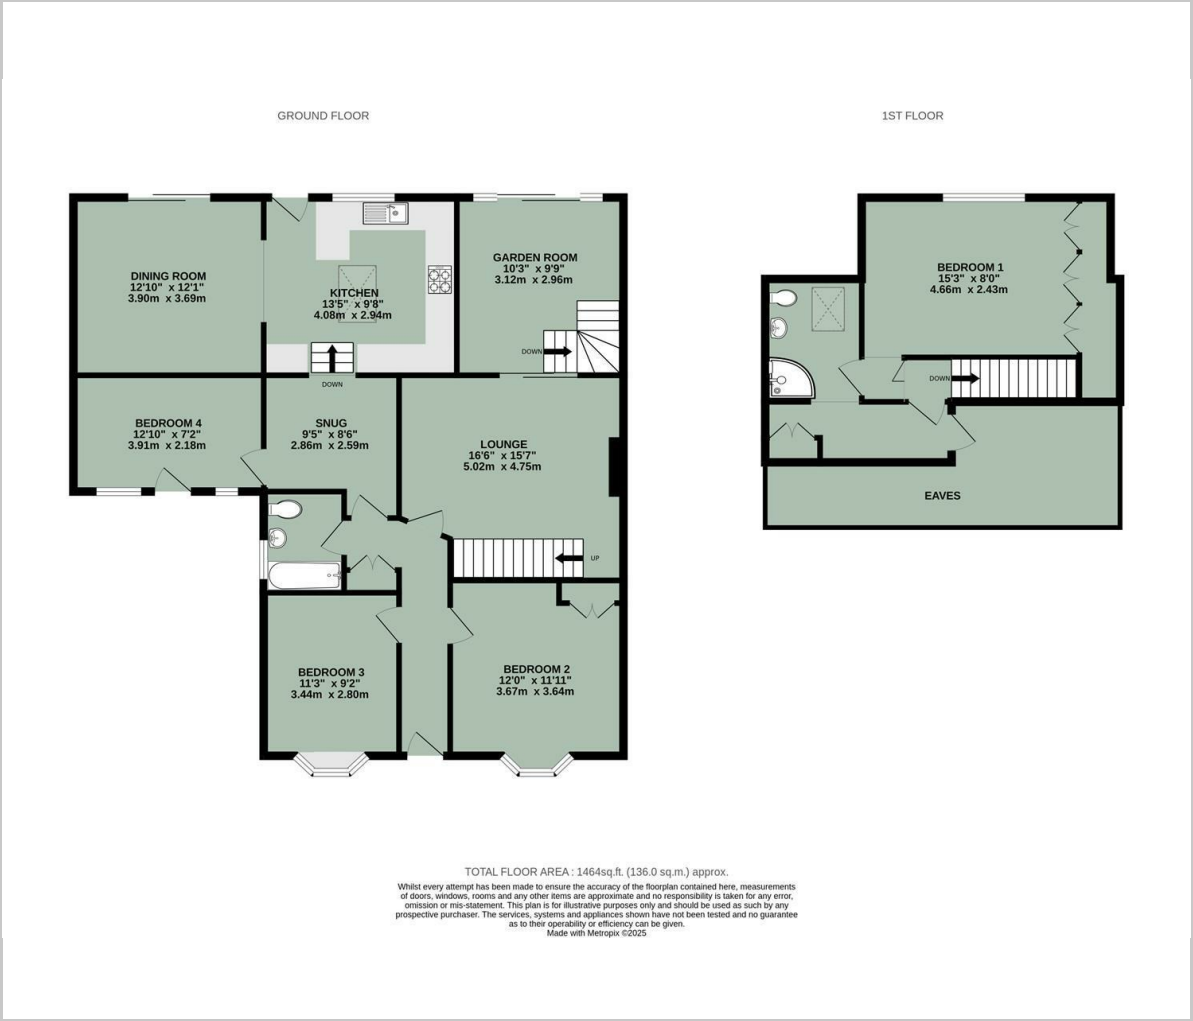 GROUND FLOOR
1ST FLOOR
DINING ROOM
12'10" x 12'1"
3.90m x 3.69m
KITCHEN
13'5" x 9'8"
4.08m x 2.94m
DOWN
GARDEN ROOM
10'3" x 9'9"
3.12m x 2.96m
DOWN
BEDROOM 4
12'10" x 7'2"
3.91m x 2.18m
SNUG
9'5" x 8'6"
2.86m x 2.59m
LOUNGE
16'6" x 15'7"
5.02m x 4.75m
UP
BEDROOM 3
11'3" x 9'2"
3.44m x 2.80m
BEDROOM 2
12'0" x 11'11"
3.67m x 3.64m
BEDROOM 1
15'3" x 8'0"
4.66m x 2.43m
DOWN
EAVES
TOTAL FLOOR AREA : 1464sq.ft. (136.0 sq.m.) approx.
Whilst every attempt has been made to ensure the accuracy of the floorplan contained here, measurements
of doors, windows, rooms and any other items are approximate and no responsibility is taken for any error,
omission or mis-statement. This plan is for illustrative purposes only and should be used as such by any
prospective purchaser. The services, systems and appliances shown have not been tested and no guarantee
as to their operability or efficiency can be given.
Made with Metropix ©2025